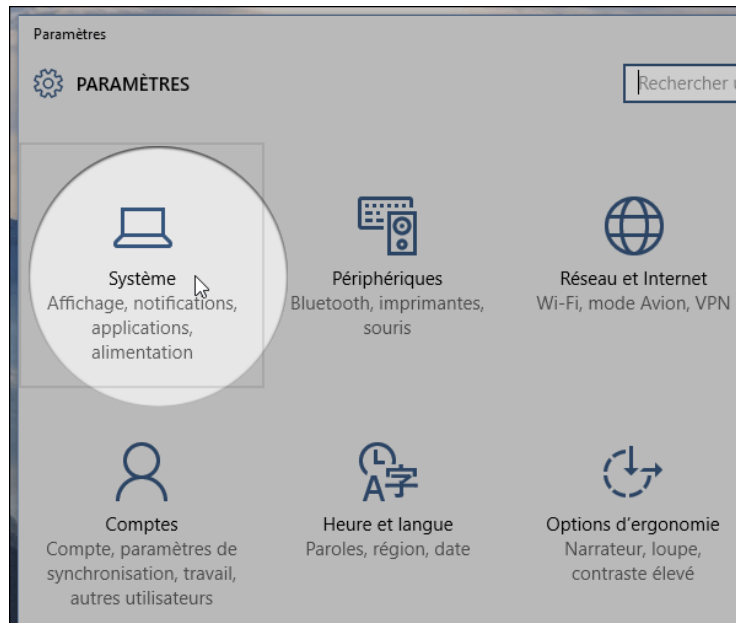 Paramètres
PARAMÈTRES
Rechercher
Système
Affichage, notifications,
applications,
alimentation
Périphériques
Bluetooth, imprimantes,
souris
Réseau et Internet
Wi-Fi, mode Avion, VPN
Comptes
Compte, paramètres de
synchronisation, travail,
autres utilisateurs
Heure et langue
Paroles, région, date
Options d'ergonomie
Narrateur, loupe,
contraste élevé